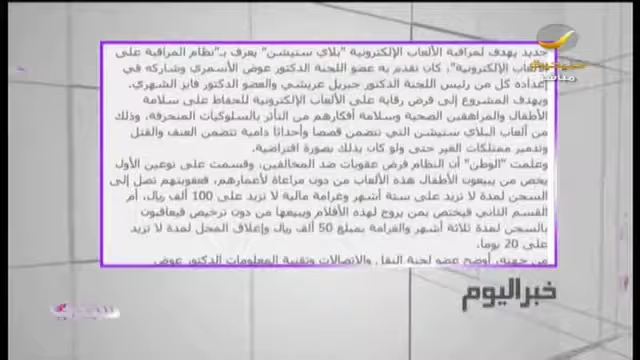 جديد يهدف لمراقبة الألعاب الإلكترونية "بلاي ستيشن" يعرف بـ"نظام المراقبة على
الألعاب الإلكترونية"، كان تقدم به عضو اللجنة الدكتور عوض الأسمري وشاركه في
إعداده كل من رئيس اللجنة الدكتور جبريل عريشي والعضو الدكتور فايز الشهري.
ويهدف المشروع إلى فرض رقابة على الألعاب الإلكترونية للحفاظ على سلامة
الأطفال والمراهقين الصحية وسلامة أفكارهم من التأثر بالسلوكيات المنحرفة، وذلك
من ألعاب البلاي ستيشن التي تتضمن قصصا وأحداثا دامية تتضمن العنف والقتل
وتدمير ممتلكات الغير حتى ولو كان بذلك بصورة افتراضية.
وعلمت "الوطن" أن النظام فرض عقوبات ضد المخالفين، وقسمت على نوعين الأول
يخص من يبيعون الأطفال هذه الألعاب من دون مراعاة لأعمارهم، فعقوبتهم تصل إلى
السجن لمدة لا تزيد على ستة أشهر وغرامة مالية لا تزيد على 100 ألف ريال، أم
القسم الثاني فيختص بمن يروج لهذه الأفلام ويبيعها من دون ترخيص فيعاقبون
بالسجن لمدة ثلاثة أشهر والغرامة بمبلغ 50 ألف ريال وإغلاق المحل لمدة لا تزيد
على 20 يوما.
من جهته، أوضح عضو لجنة النقل والاتصالات وتقنية المعلومات الدكتور عوض
خبر اليوم
مباشر